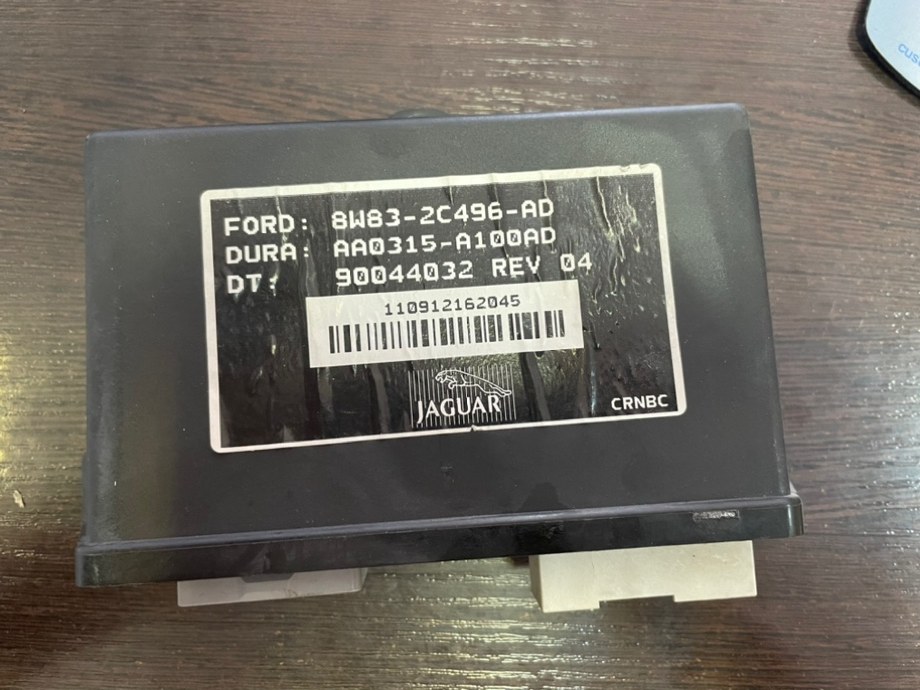 FORD: 8W83-2C496-AD
DURA: AA0315-A100AD
DT: 90044032 REV 04
110912162045
JAGUAR
CRNBC